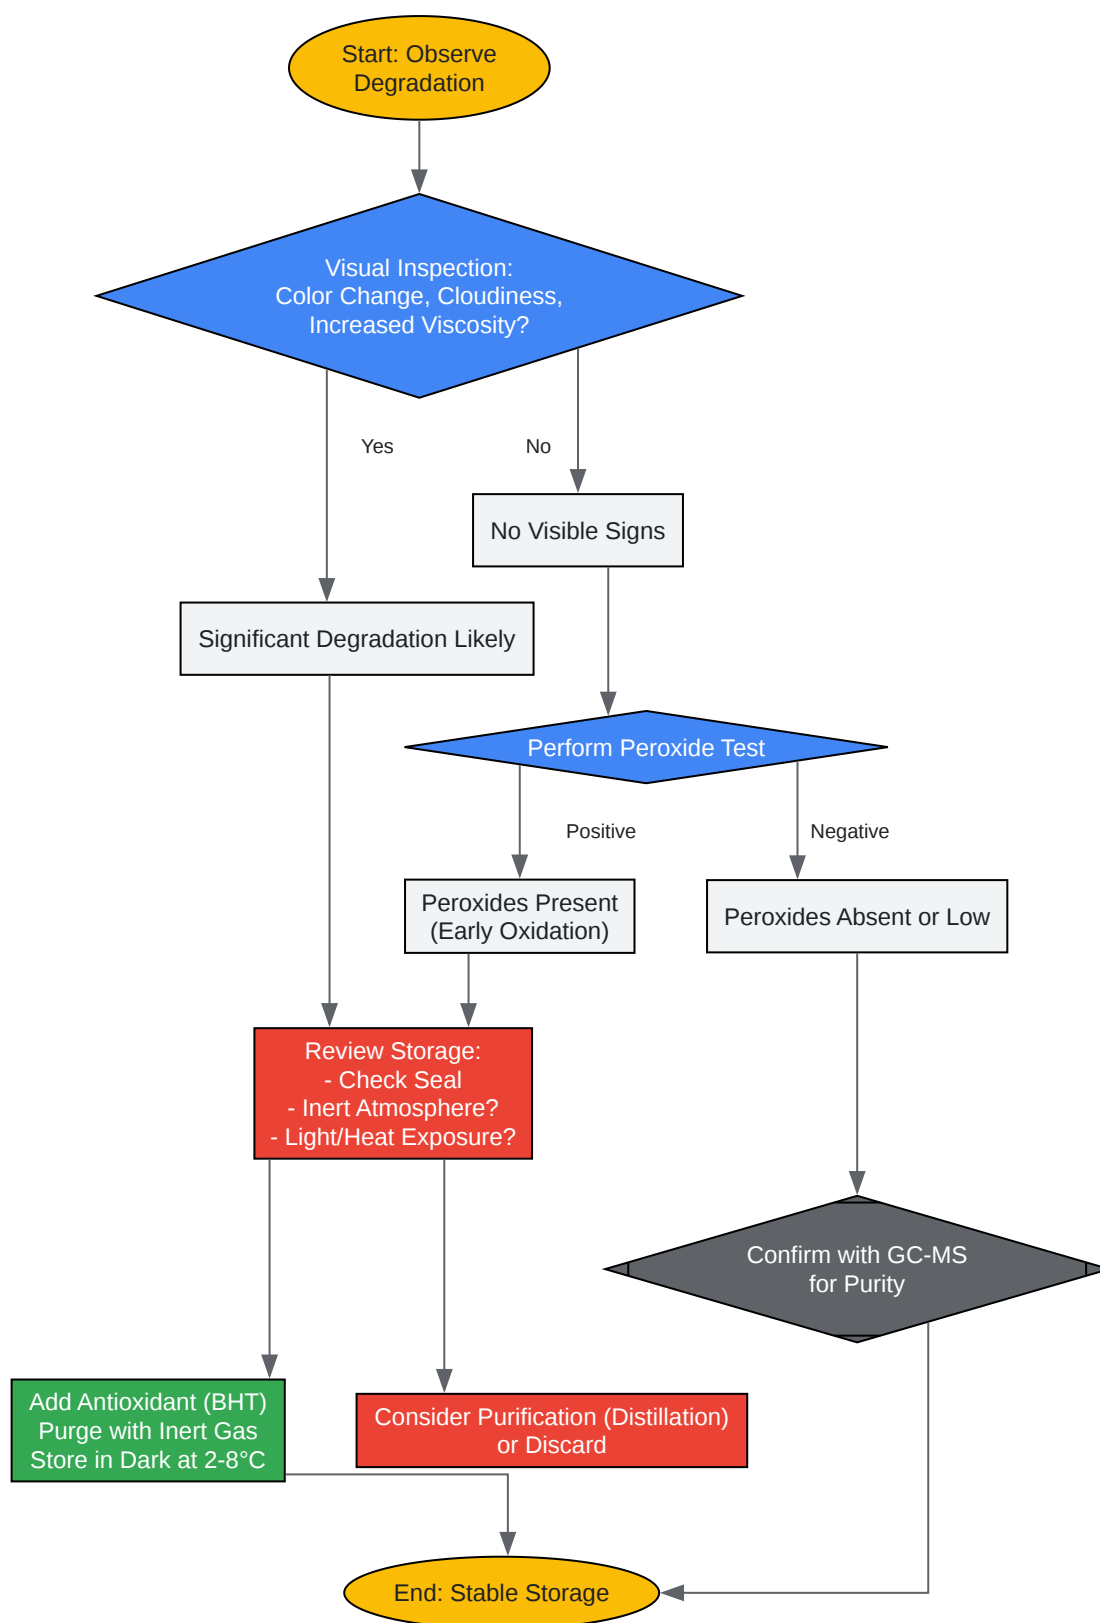 Start: Observe
Degradation
Visual Inspection:
Color Change, Cloudiness,
Increased Viscosity?
Yes
No
No Visible Signs
Significant Degradation Likely
Perform Peroxide Test
Positive
Negative
Peroxides Present
(Early Oxidation)
Peroxides Absent or Low
Review Storage:
- Check Seal
- Inert Atmosphere?
- Light/Heat Exposure?
Confirm with GC-MS
for Purity
Add Antioxidant (BHT)
Purge with Inert Gas
Store in Dark at 2-8°C
Consider Purification (Distillation)
or Discard
End: Stable Storage